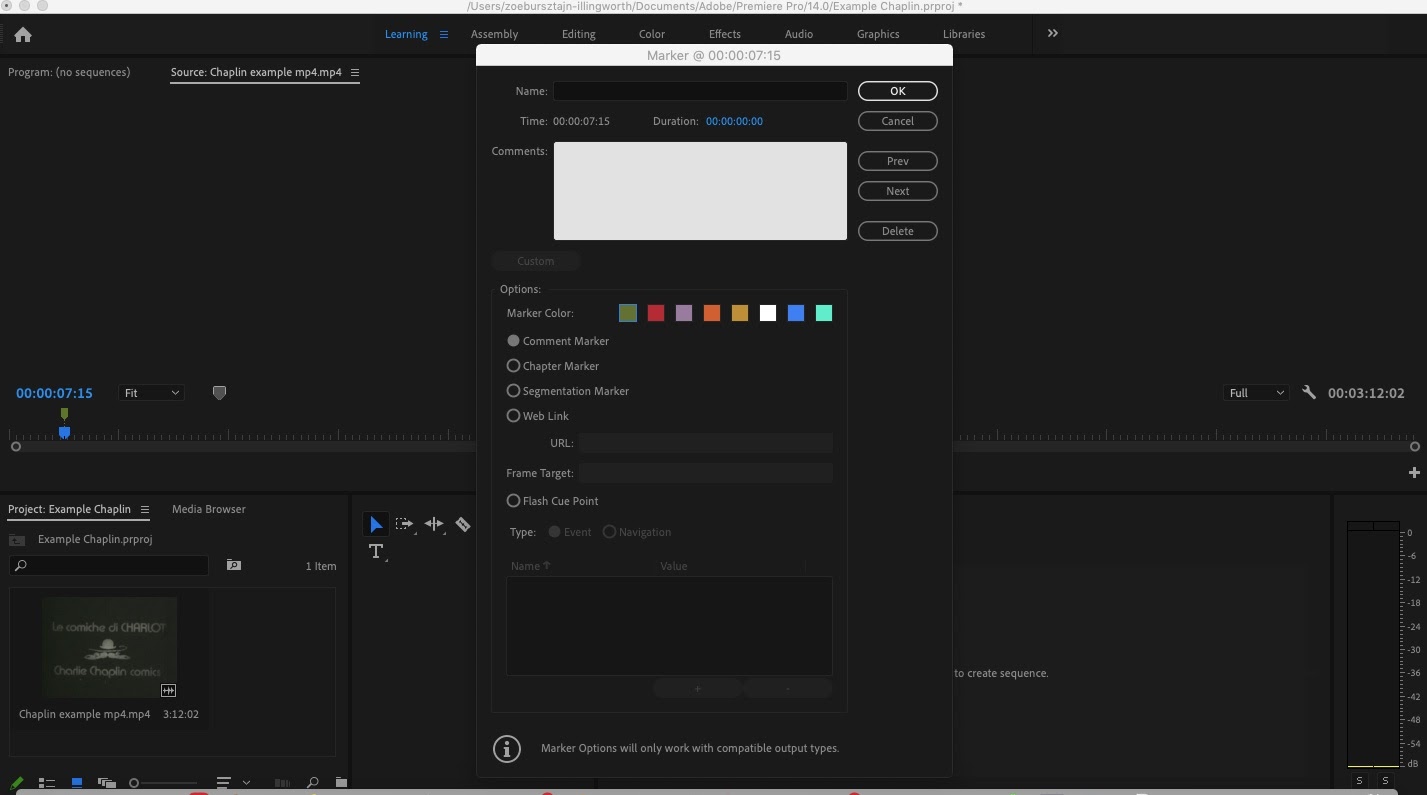 /Users/zoebursztajn-illingworth/Documents/Adobe/Premiere Pro/14.0/Example Chaplin.prproj *
Learning Assembly Editing Color Effects Audio Graphics Libraries
Program: (no sequences) Source: Chaplin example mp4.mp4
Marker @ 00:00:07:15
Name: OK
Time: 00:00:07:15 Duration: 00:00:00:00 Cancel
Comments:
Prev
Next
Delete
Custom
Options:
Marker Color:
Comment Marker
Chapter Marker
Segmentation Marker
Web Link
URL:
Frame Target:
Flash Cue Point
Type: Event Navigation
Name Value
+ -
Marker Options will only work with compatible output types.
00:00:07:15 Fit
Full 00:03:12:02
Project: Example Chaplin Media Browser
Example Chaplin.prproj
1 Item
Le comiche di CHARLOT
Charlie Chaplin comics
Chaplin example mp4.mp4 3:12:02
T
to create sequence.
0
-6
-12
-18
-24
-30
-36
-42
-48
-54
dB
S S